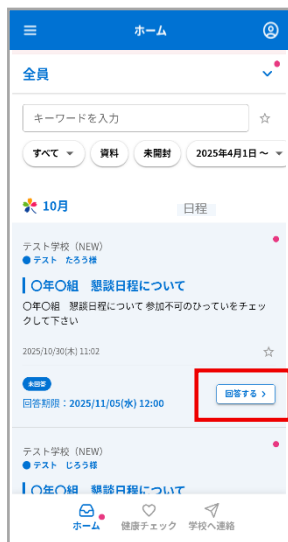 ホーム
全員
キーワードを入力
すべて
資料
未開封
2025年4月1日 ~
10月
日程
テスト学校（NEW）
テスト たろう様
〇年〇組 懇談日程について
〇年〇組 懇談日程について 参加不可のひっていをチェックして下さい
2025/10/30(木) 11:02
未回答
回答期限：2025/11/05(水) 12:00
回答する
テスト学校（NEW）
テスト じろう様
〇年〇組 懇談日程について
ホーム
健康チェック
学校へ連絡